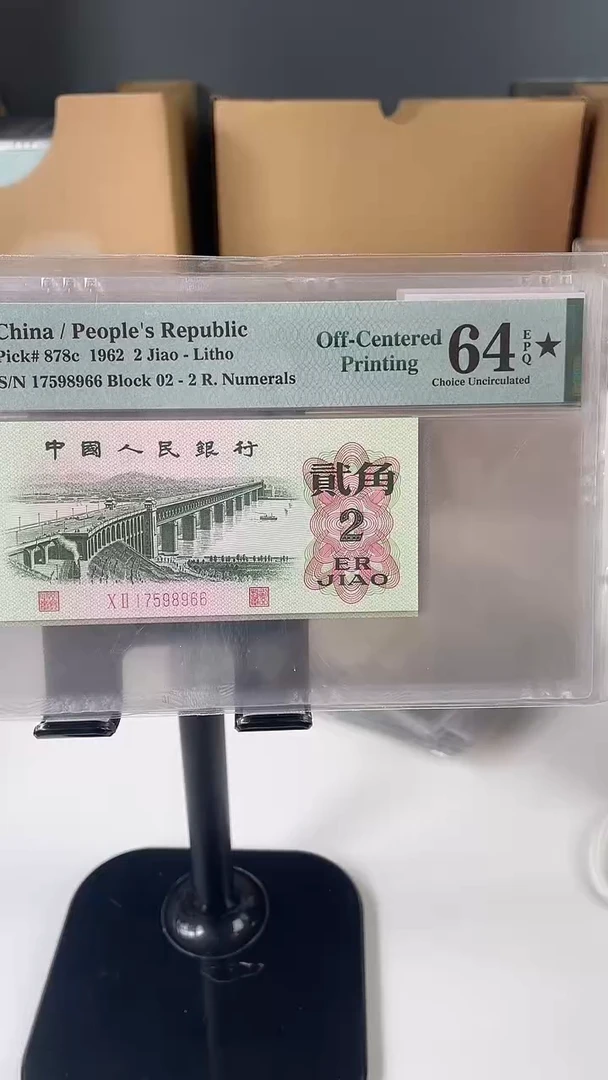 China / People's Republic
Pick# 878c 1962 2 Jiao - Litho
S/N 17598966 Block 02 - 2 R. Numerals
Off-Centered
Printing
64
EPQ★
Choice Uncirculated
中國人民銀行
貳角
2
ER
JIAO
XII 17598966